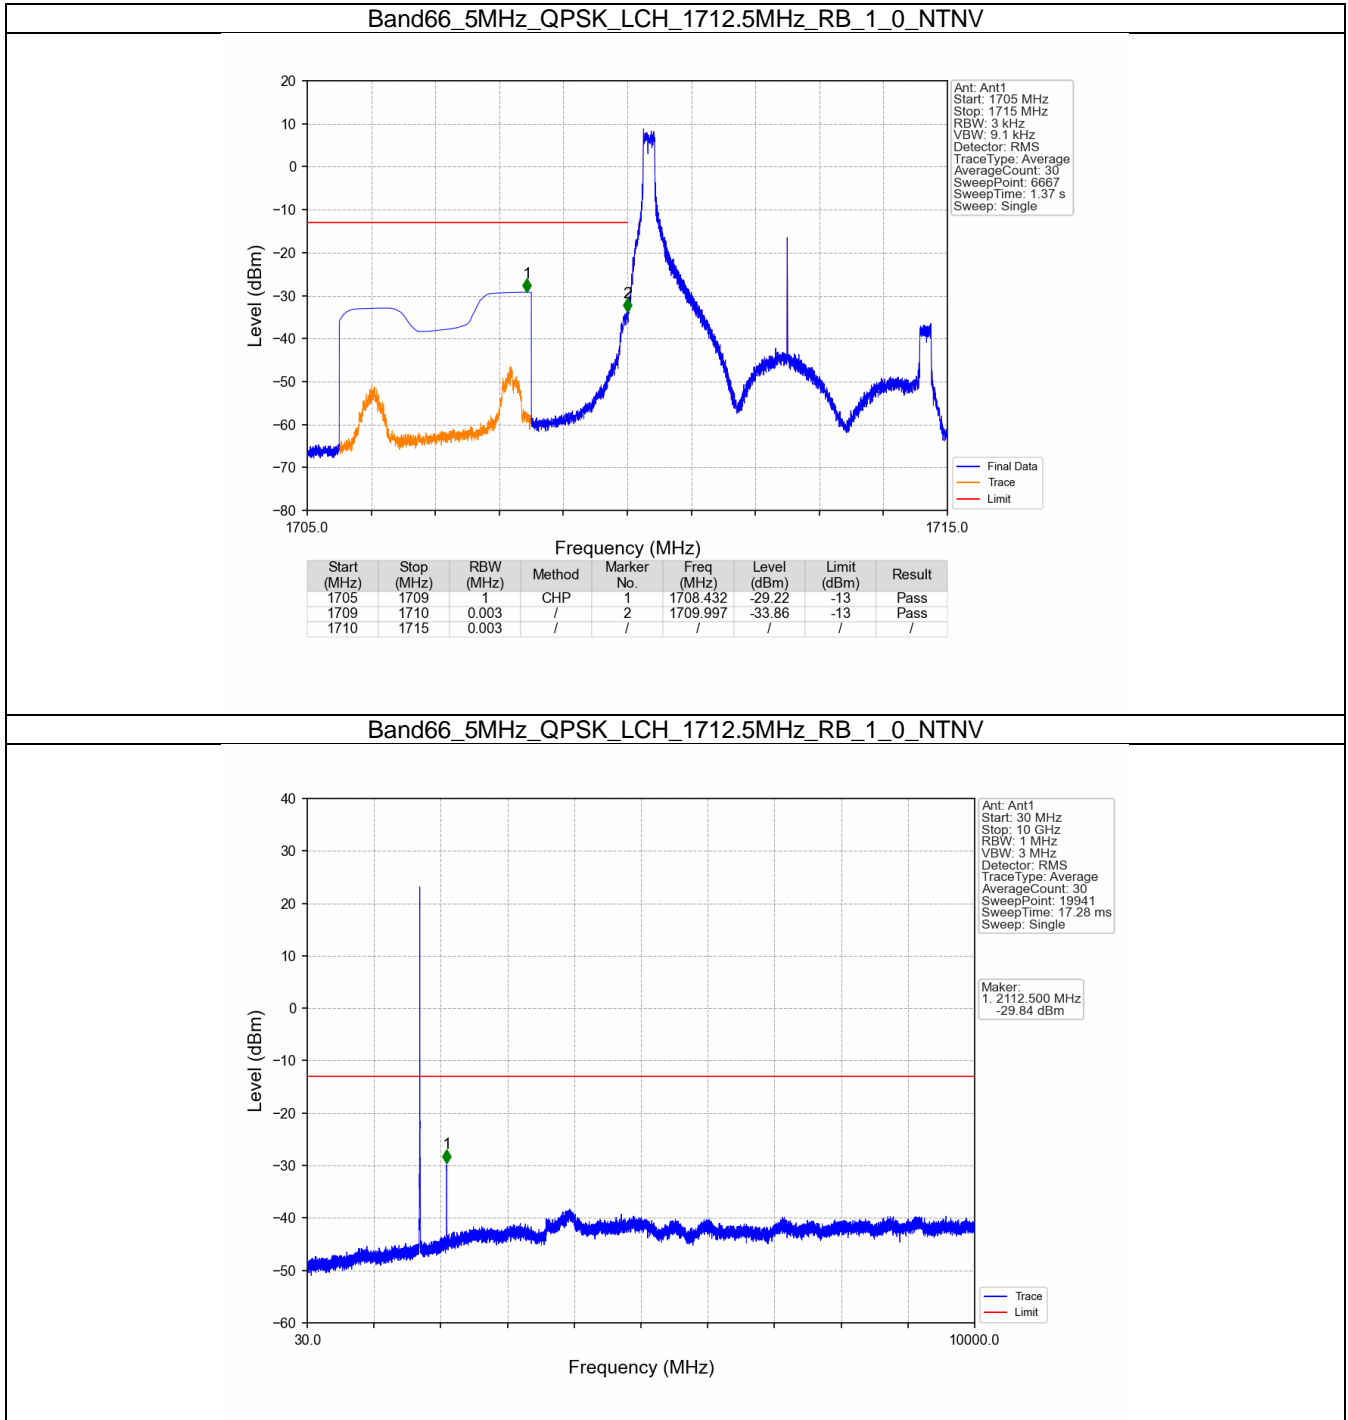 Band66_5MHz_QPSK_LCH_1712.5MHz_RB_1_0_NTNV
20
10
0
−10
−20
−30
−40
−50
−60
−70
−80
Level (dBm)
1
2
1705.0
1715.0
Frequency (MHz)
Ant: Ant1
Start: 1705 MHz
Stop: 1715 MHz
RBW: 3 kHz
VBW: 9.1 kHz
Detector: RMS
TraceType: Average
AverageCount: 30
SweepPoint: 6667
SweepTime: 1.37 s
Sweep: Single
Final Data
Trace
Limit
Start (MHz) Stop (MHz) RBW (MHz) Method Marker No. Freq (MHz) Level (dBm) Limit (dBm) Result
1705 1709 1 CHP 1 1708.432 -29.22 -13 Pass
1709 1710 0.003 / 2 1709.997 -33.86 -13 Pass
1710 1715 0.003 / / / / / /
Band66_5MHz_QPSK_LCH_1712.5MHz_RB_1_0_NTNV
40
30
20
10
0
−10
−20
−30
−40
−50
−60
Level (dBm)
1
30.0
10000.0
Frequency (MHz)
Ant: Ant1
Start: 30 MHz
Stop: 10 GHz
RBW: 1 MHz
VBW: 3 MHz
Detector: RMS
TraceType: Average
AverageCount: 30
SweepPoint: 19941
SweepTime: 17.28 ms
Sweep: Single
Maker:
1. 2112.500 MHz
-29.84 dBm
Trace
Limit